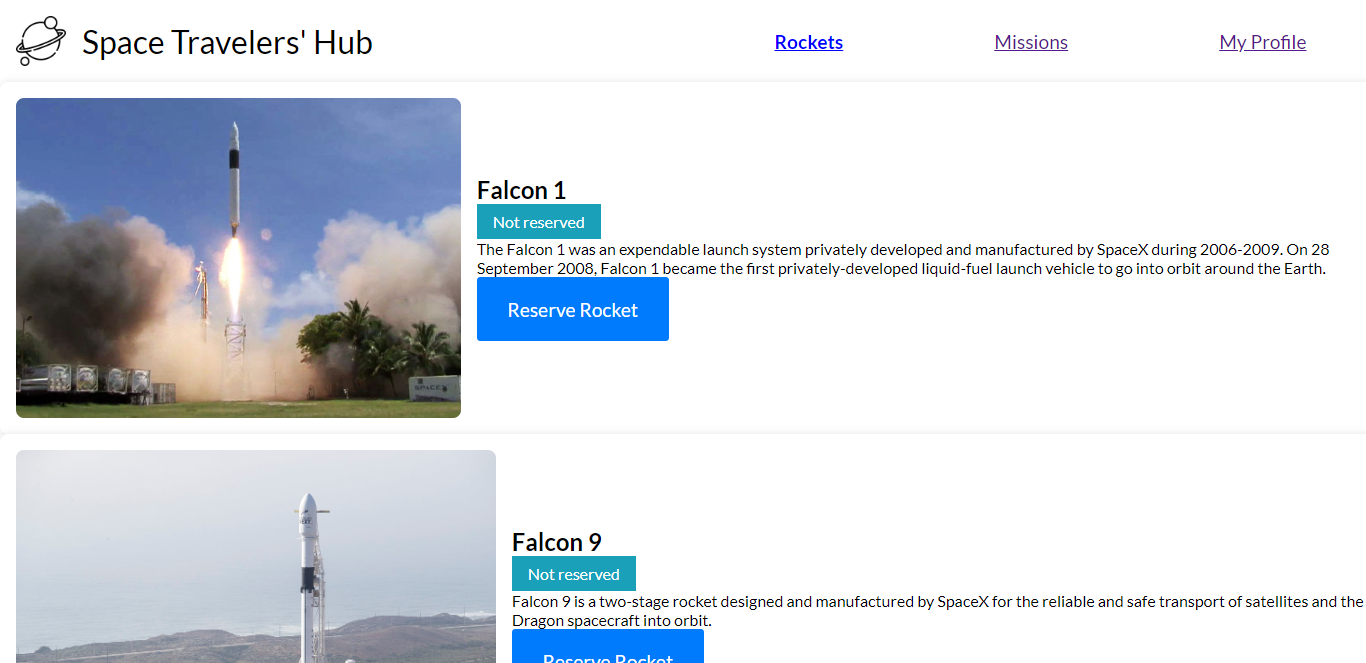 Space Travelers' Hub
Rockets
Missions
My Profile
SPACEX
Falcon 1
Not reserved
The Falcon 1 was an expendable launch system privately developed and manufactured by SpaceX during 2006-2009. On 28
September 2008, Falcon 1 became the first privately-developed liquid-fuel launch vehicle to go into orbit around the Earth.
Reserve Rocket
Falcon 9
Not reserved
Falcon 9 is a two-stage rocket designed and manufactured by SpaceX for the reliable and safe transport of satellites and the
Dragon spacecraft into orbit.
Reserve Rocket